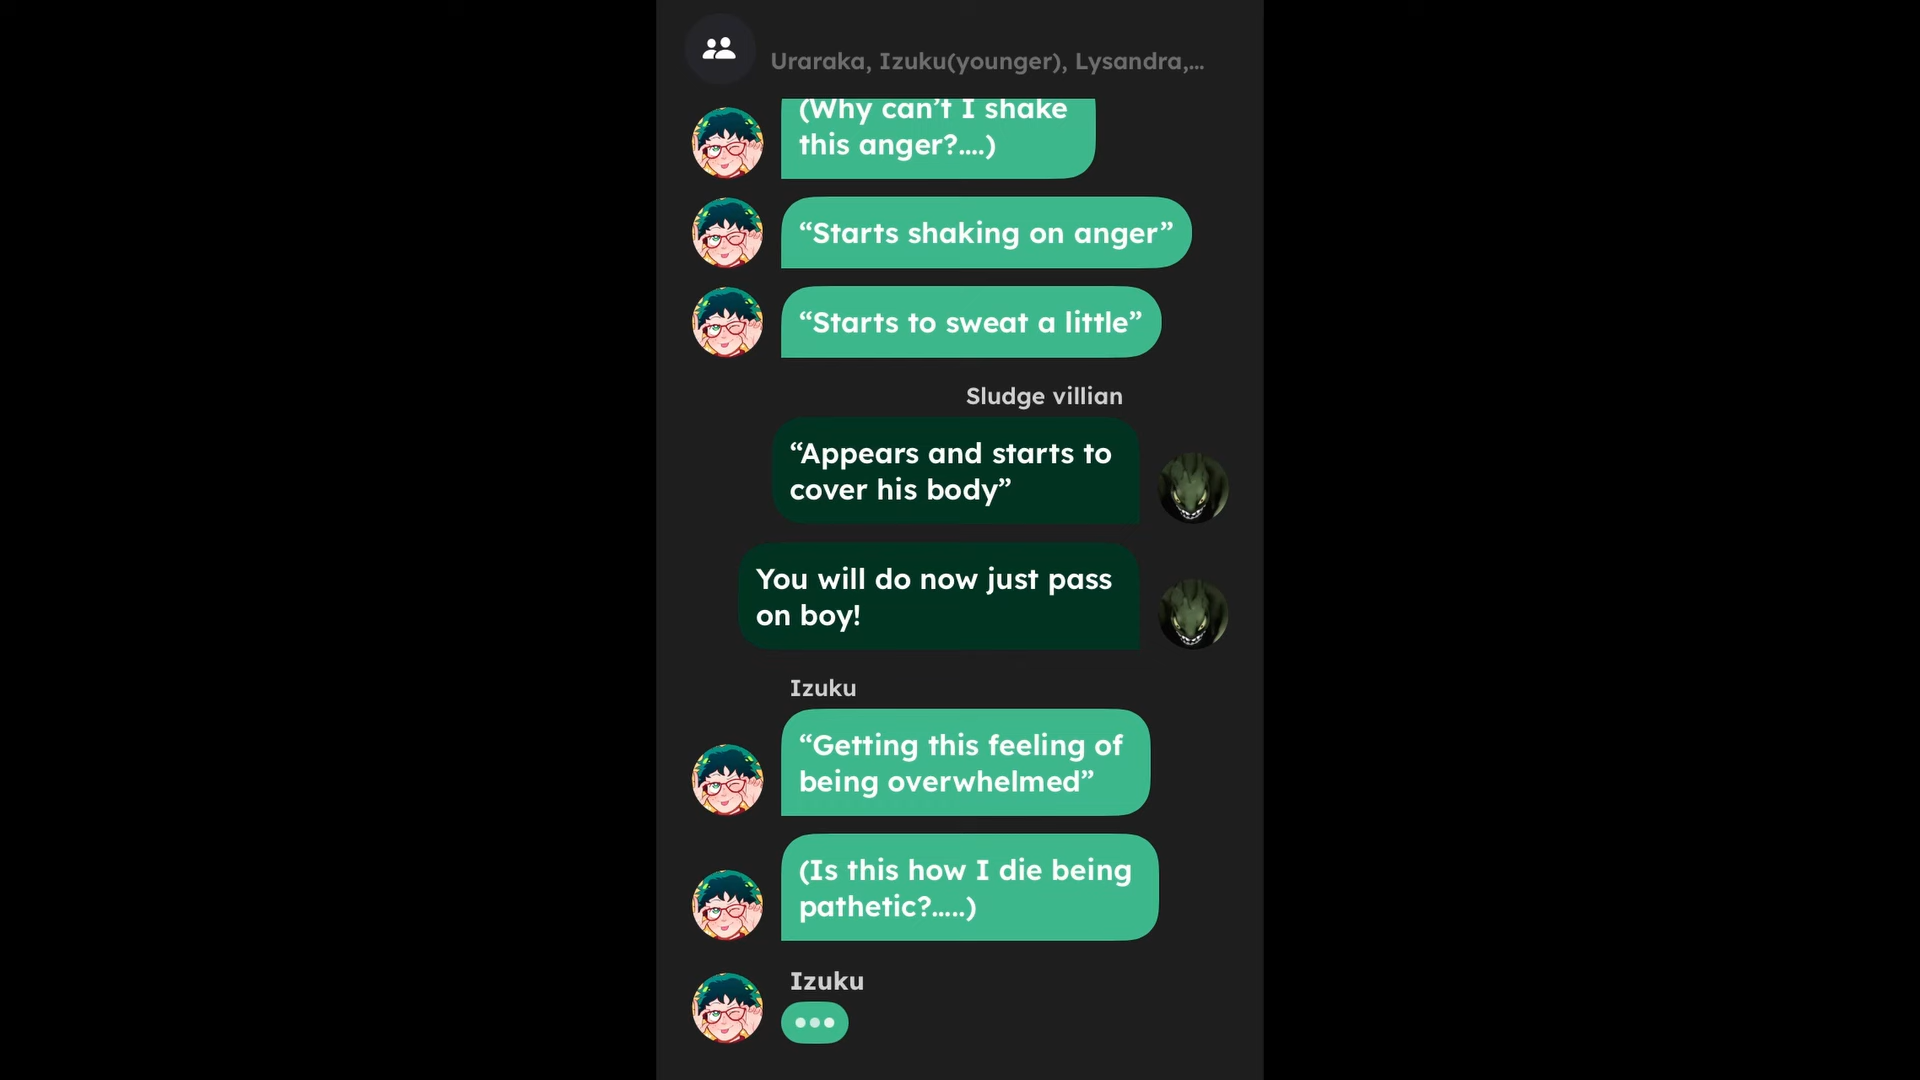 Uraraka, Izuku(younger), Lysandra,...
(Why can’t I shake
this anger?....)
“Starts shaking on anger”
“Starts to sweat a little”
Sludge villian
“Appears and starts to
cover his body”
You will do now just pass
on boy!
Izuku
“Getting this feeling of
being overwhelmed”
(Is this how I die being
pathetic?.....)
Izuku